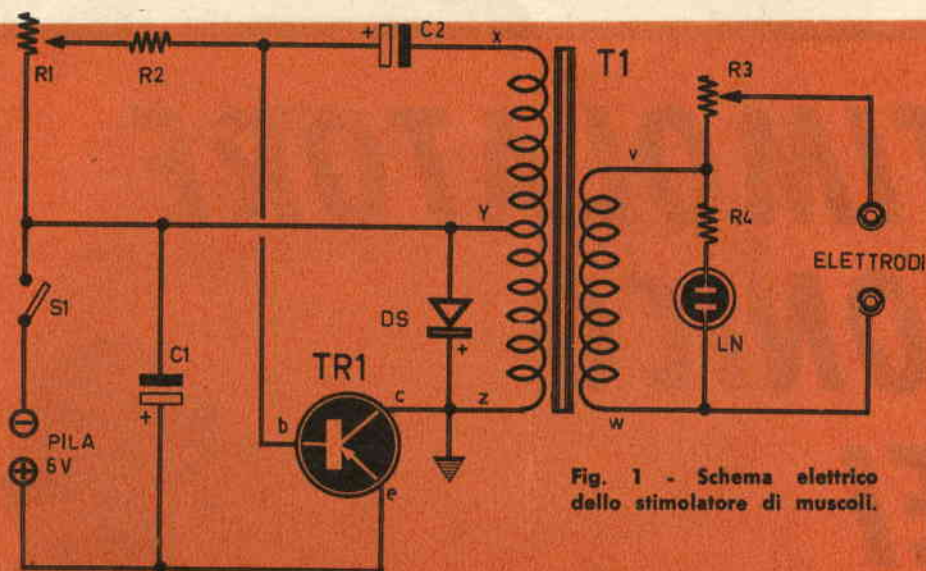 R1
R2
+
C2
x
T1
R3
v
Y
R4
ELETTRODI
S1
DS
+
LN
C1
+
TR1
c
z
b
w
−
PILA
6V
+
e
Fig. 1 - Schema elettrico
dello stimolatore di muscoli.